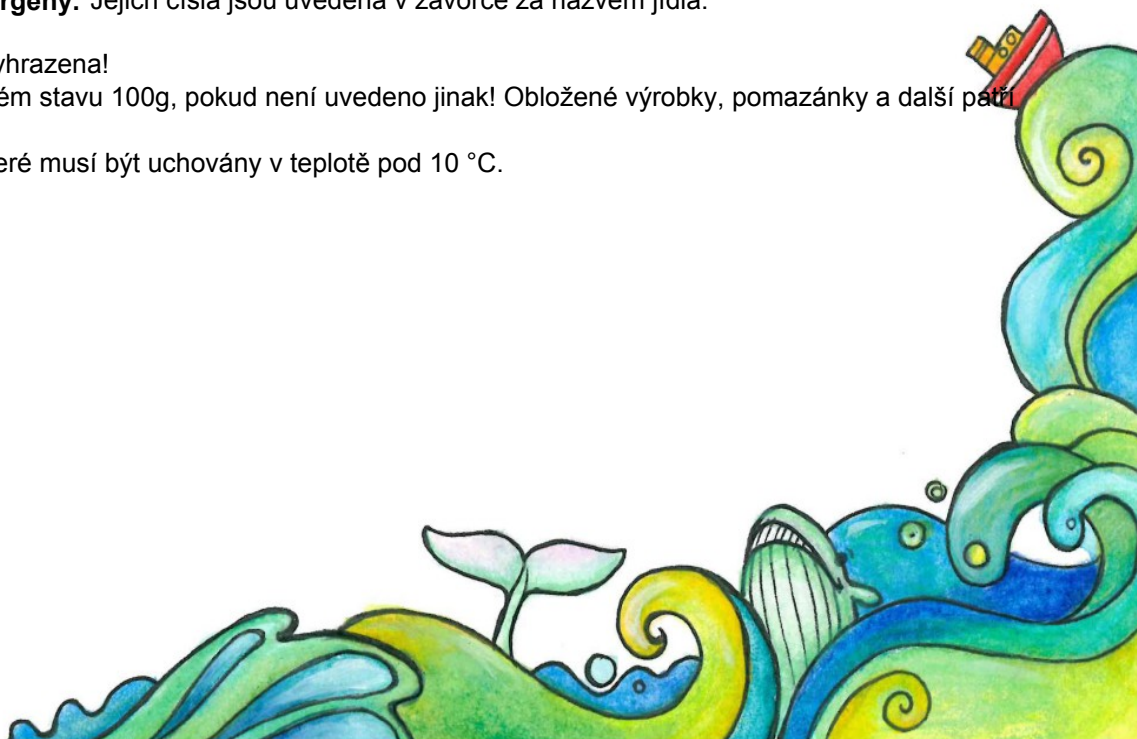 rgeny. Jejich čísla jsou uvedena v závorce za názvem jídla.
yhrazena!
ém stavu 100g, pokud není uvedeno jinak! Obložené výrobky, pomazánky a další patří
eré musí být uchovány v teplotě pod 10 °C.